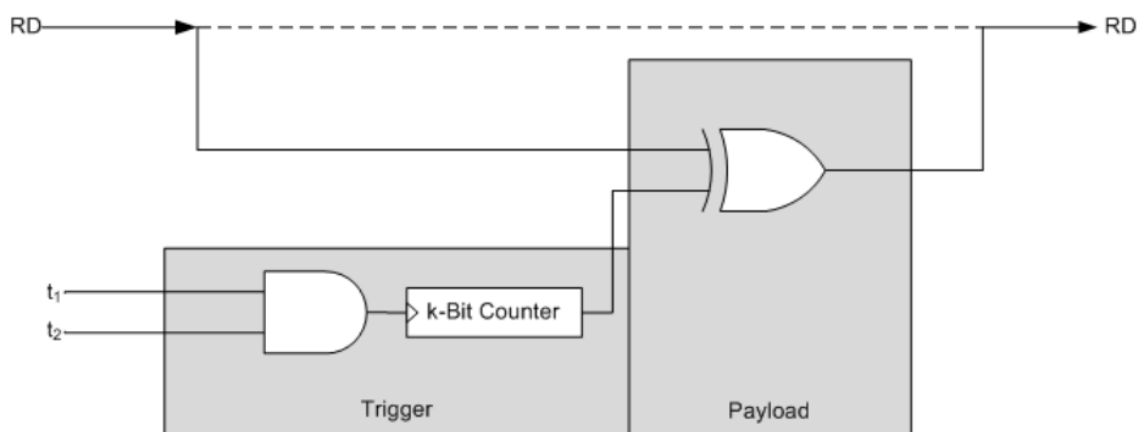 RD
RD
t₁
t₂
k-Bit Counter
Trigger
Payload